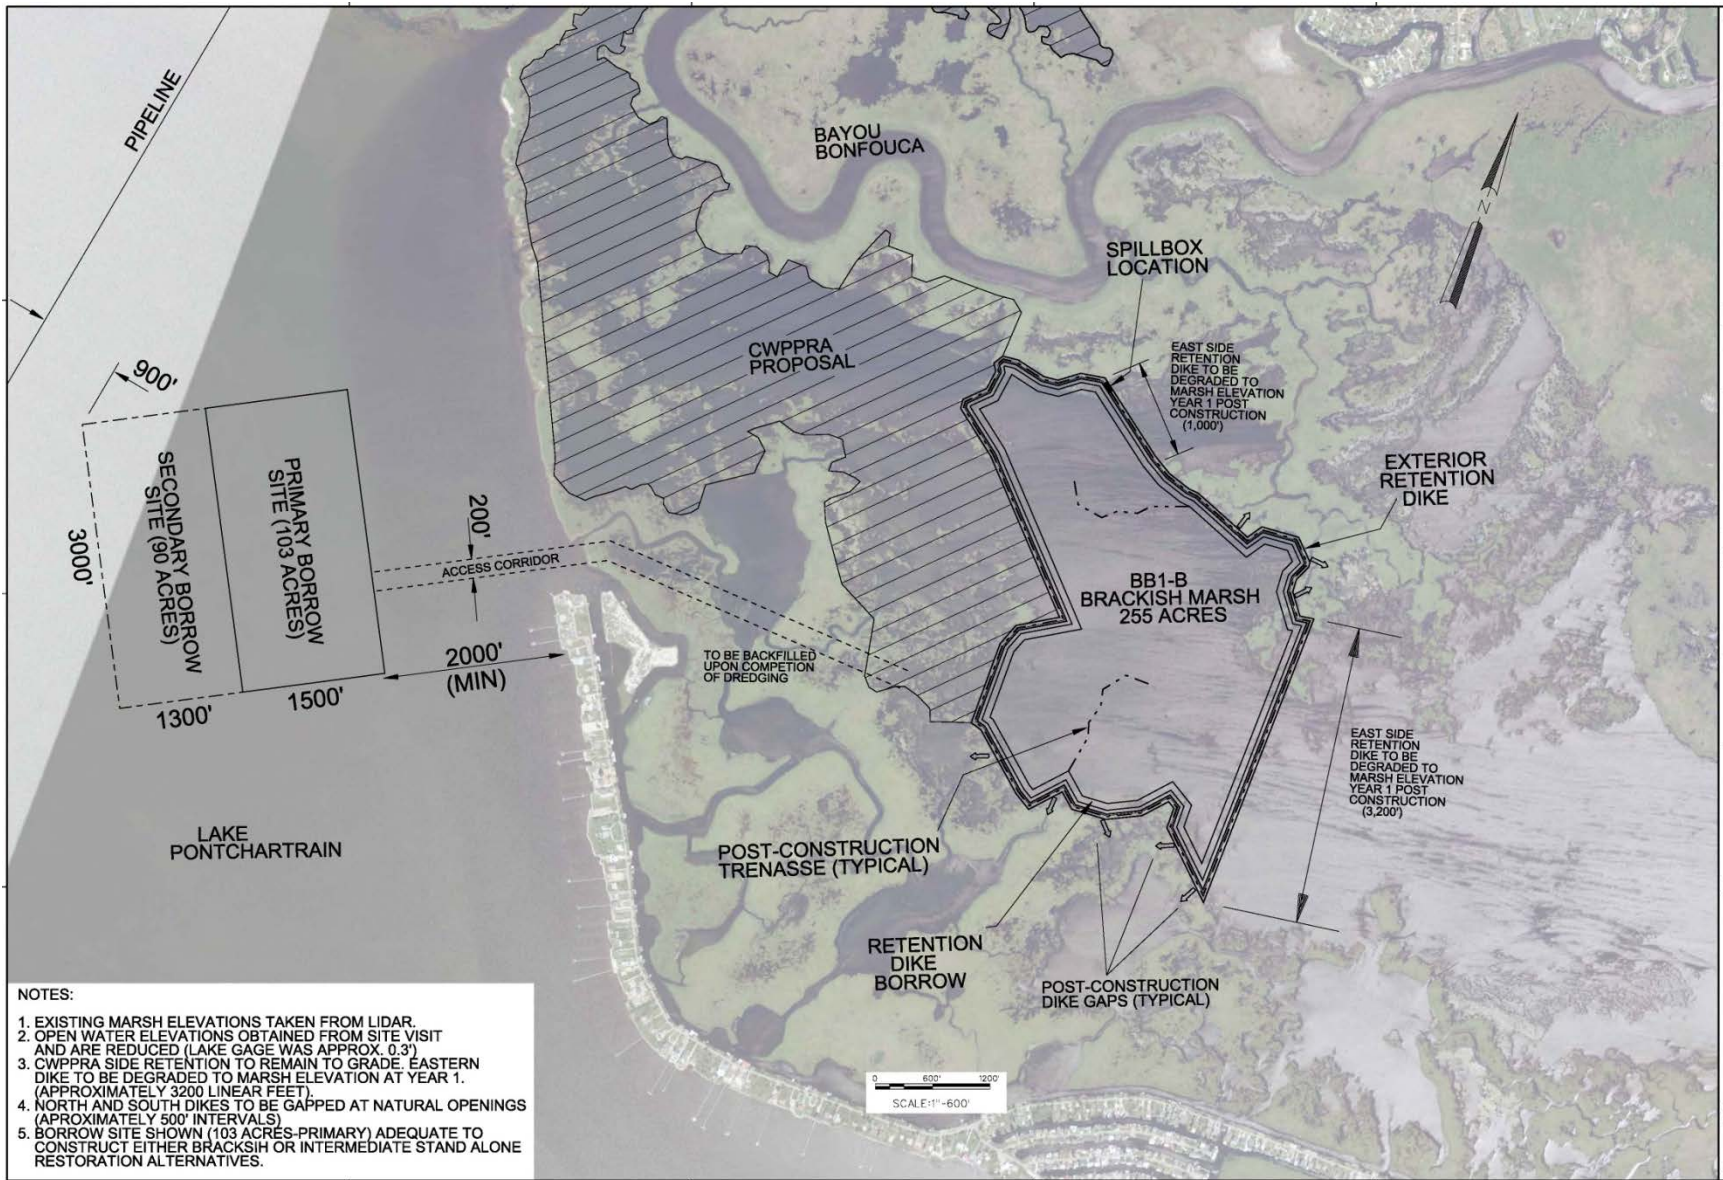 PIPELINE
BAYOU
BONFOUCA
N
SPILLBOX
LOCATION
CWPPRA
PROPOSAL
EAST SIDE
RETENTION
DIKE TO BE
DEGRADED TO
MARSH ELEVATION
YEAR 1 POST
CONSTRUCTION
(1,000')
900'
EXTERIOR
RETENTION
DIKE
SECONDARY BORROW
SITE (90 ACRES)
PRIMARY BORROW
SITE (103 ACRES)
3000'
200'
ACCESS CORRIDOR
BB1-B
BRACKISH MARSH
255 ACRES
2000'
(MIN)
1300'
1500'
TO BE BACKFILLED
UPON COMPETION
OF DREDGING
EAST SIDE
RETENTION
DIKE TO BE
DEGRADED TO
MARSH ELEVATION
YEAR 1 POST
CONSTRUCTION
(3,200')
LAKE
PONTCHARTRAIN
POST-CONSTRUCTION
TRENASSE (TYPICAL)
RETENTION
DIKE
BORROW
POST-CONSTRUCTION
DIKE GAPS (TYPICAL)
NOTES:
1. EXISTING MARSH ELEVATIONS TAKEN FROM LIDAR.
2. OPEN WATER ELEVATIONS OBTAINED FROM SITE VISIT
AND ARE REDUCED (LAKE GAGE WAS APPROX. 0.3')
3. CWPPRA SIDE RETENTION TO REMAIN TO GRADE. EASTERN
DIKE TO BE DEGRADED TO MARSH ELEVATION AT YEAR 1.
(APPROXIMATELY 3200 LINEAR FEET).
4. NORTH AND SOUTH DIKES TO BE GAPPED AT NATURAL OPENINGS
(APROXIMATELY 500' INTERVALS)
5. BORROW SITE SHOWN (103 ACRES-PRIMARY) ADEQUATE TO
CONSTRUCT EITHER BRACKSIH OR INTERMEDIATE STAND ALONE
RESTORATION ALTERNATIVES.
0 600' 1200'
SCALE:1"-600'